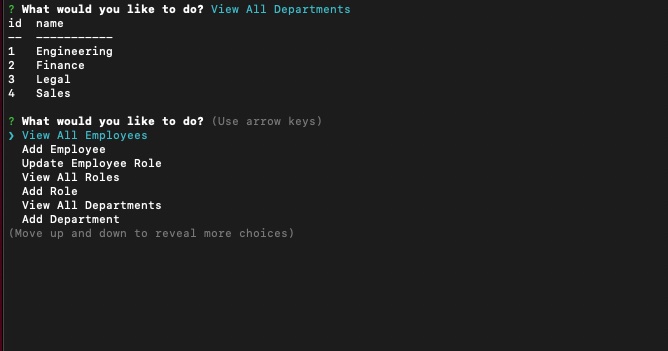 ? What would you like to do? View All Departments
id  name
--  -----------
1   Engineering
2   Finance
3   Legal
4   Sales
? What would you like to do? (Use arrow keys)
❯ View All Employees
  Add Employee
  Update Employee Role
  View All Roles
  Add Role
  View All Departments
  Add Department
(Move up and down to reveal more choices)